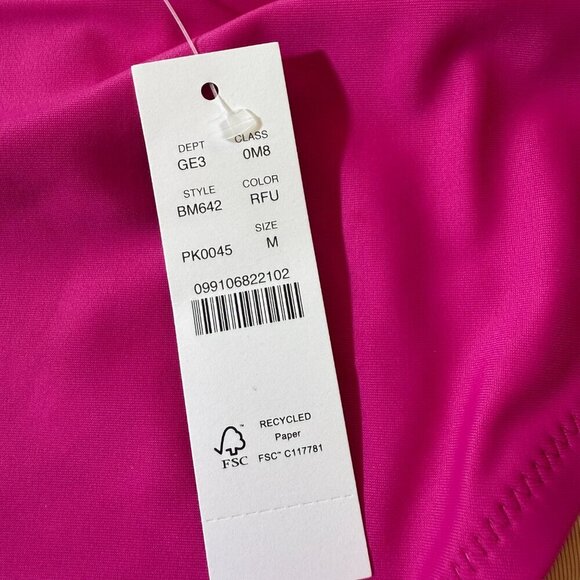 DEPT CLASS
GE3 0M8
STYLE COLOR
BM642 RFU
SIZE
PK0045 M
099106822102
RECYCLED
Paper
FSC™ C117781
FSC